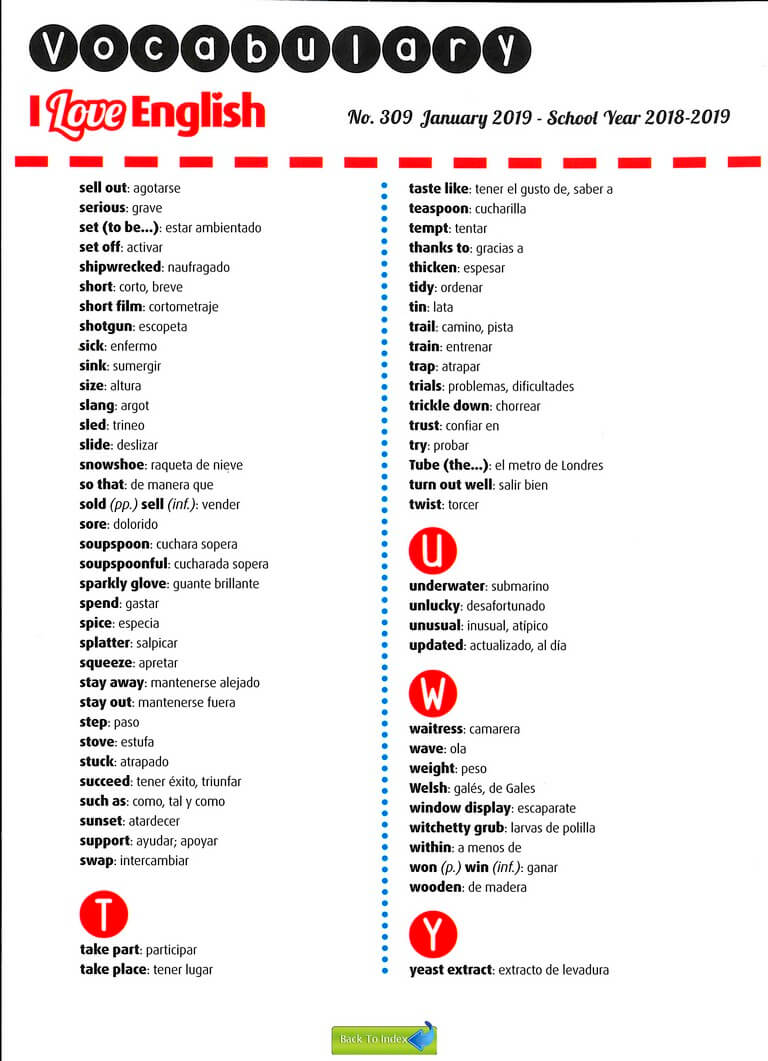 Vocabulary
I Love English
No. 309 January 2019 - School Year 2018-2019
sell out: agotarse
serious: grave
set (to be...): estar ambientado
set off: activar
shipwrecked: naufragado
short: corto, breve
short film: cortometraje
shotgun: escopeta
sick: enfermo
sink: sumergir
size: altura
slang: argot
sled: trineo
slide: deslizar
snowshoe: raqueta de nieve
so that: de manera que
sold (pp.) sell (inf.): vender
sore: dolorido
soupspoon: cuchara sopera
soupspoonful: cucharada sopera
sparkly glove: guante brillante
spend: gastar
spice: especia
splatter: salpicar
squeeze: apretar
stay away: mantenerse alejado
stay out: mantenerse fuera
step: paso
stove: estufa
stuck: atrapado
succeed: tener éxito, triunfar
such as: como, tal y como
sunset: atardecer
support: ayudar; apoyar
swap: intercambiar
T
take part: participar
take place: tener lugar
taste like: tener el gusto de, saber a
teaspoon: cucharilla
tempt: tentar
thanks to: gracias a
thicken: espesar
tidy: ordenar
tin: lata
trail: camino, pista
train: entrenar
trap: atrapar
trials: problemas, dificultades
trickle down: chorrear
trust: confiar en
try: probar
Tube (the...): el metro de Londres
turn out well: salir bien
twist: torcer
U
underwater: submarino
unlucky: desafortunado
unusual: inusual, atípico
updated: actualizado, al día
W
waitress: camarera
wave: ola
weight: peso
Welsh: galés, de Gales
window display: escaparate
witchetty grub: larvas de polilla
within: a menos de
won (p.) win (inf.): ganar
wooden: de madera
Y
yeast extract: extracto de levadura
Back To Index